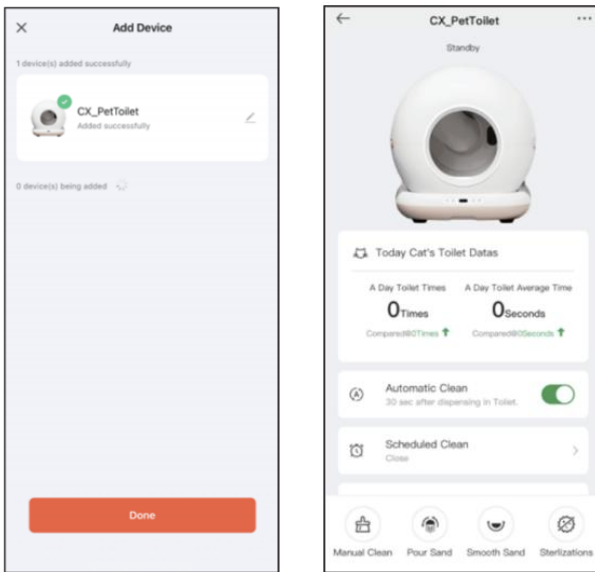 Add Device
1 device(s) added successfully
CX_PetToilet
Added successfully
0 device(s) being added
Done
CX_PetToilet
Standby
Today Cat's Toilet Datas
A Day Toilet Times A Day Toilet Average Time
0Times 0Seconds
Compared@0Times Compared@0Seconds
Automatic Clean
30 sec after dispensing in Toliet.
Scheduled Clean
Close
Manual Clean Pour Sand Smooth Sand Sterlizations